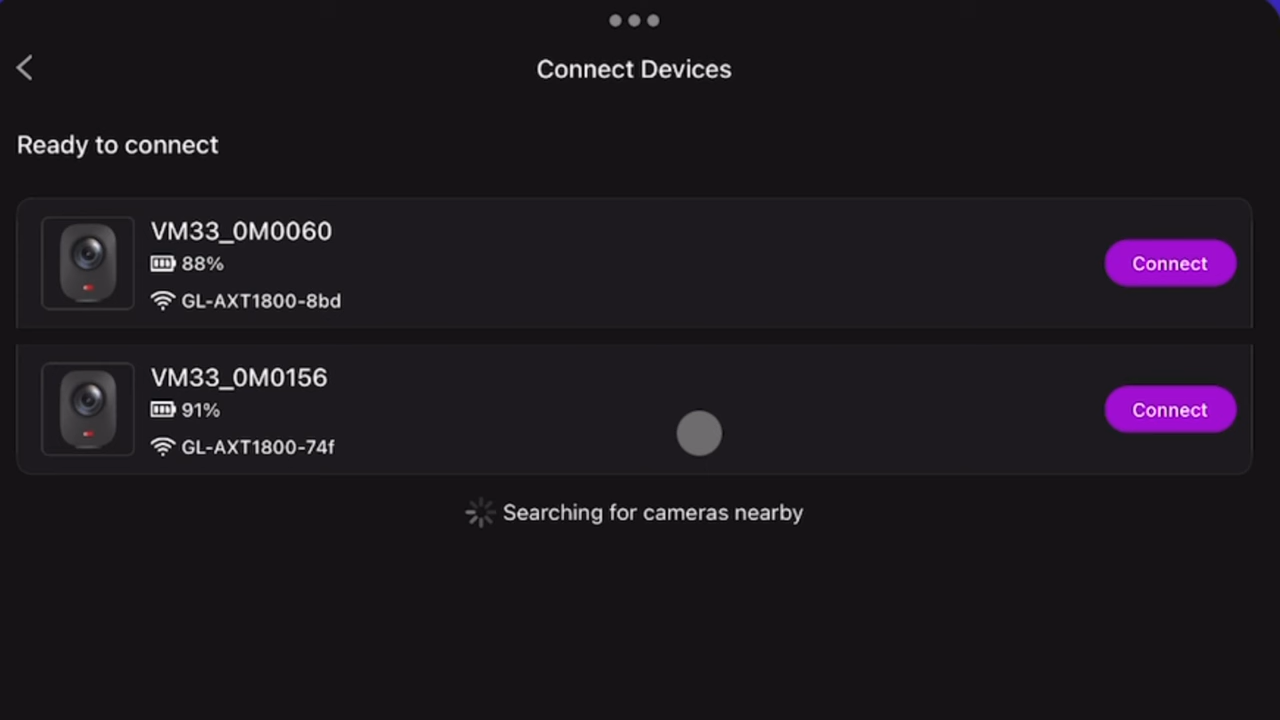 Connect Devices
Ready to connect
VM33_0M0060
88%
GL-AXT1800-8bd
Connect
VM33_0M0156
91%
GL-AXT1800-74f
Connect
Searching for cameras nearby